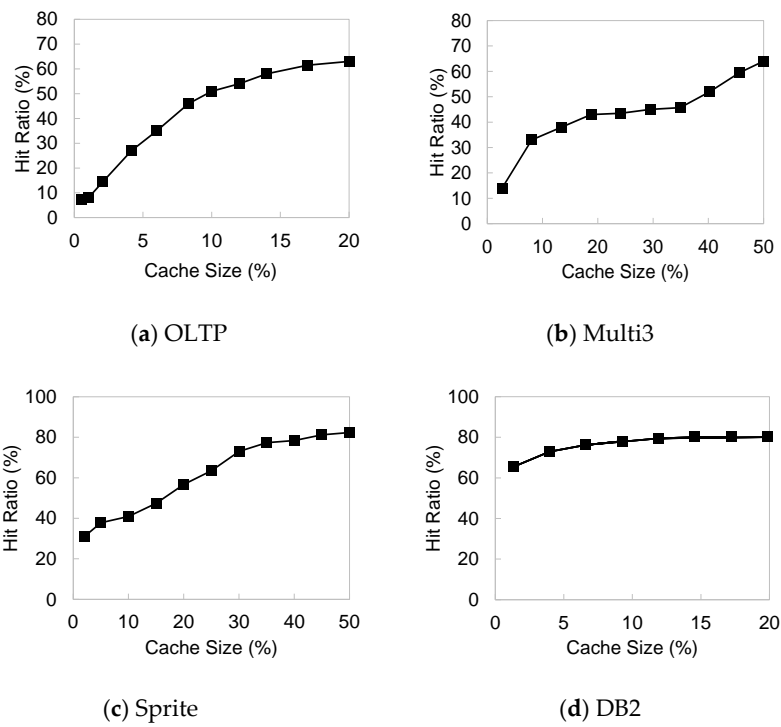 80
70
60
50
40
30
20
10
0
Hit Ratio (%)
0 5 10 15 20
Cache Size (%)
(a) OLTP
80
70
60
50
40
30
20
10
0
Hit Ratio (%)
0 10 20 30 40 50
Cache Size (%)
(b) Multi3
100
80
60
40
20
0
Hit Ratio (%)
0 10 20 30 40 50
Cache Size (%)
(c) Sprite
100
80
60
40
20
0
Hit Ratio (%)
0 5 10 15 20
Cache Size (%)
(d) DB2